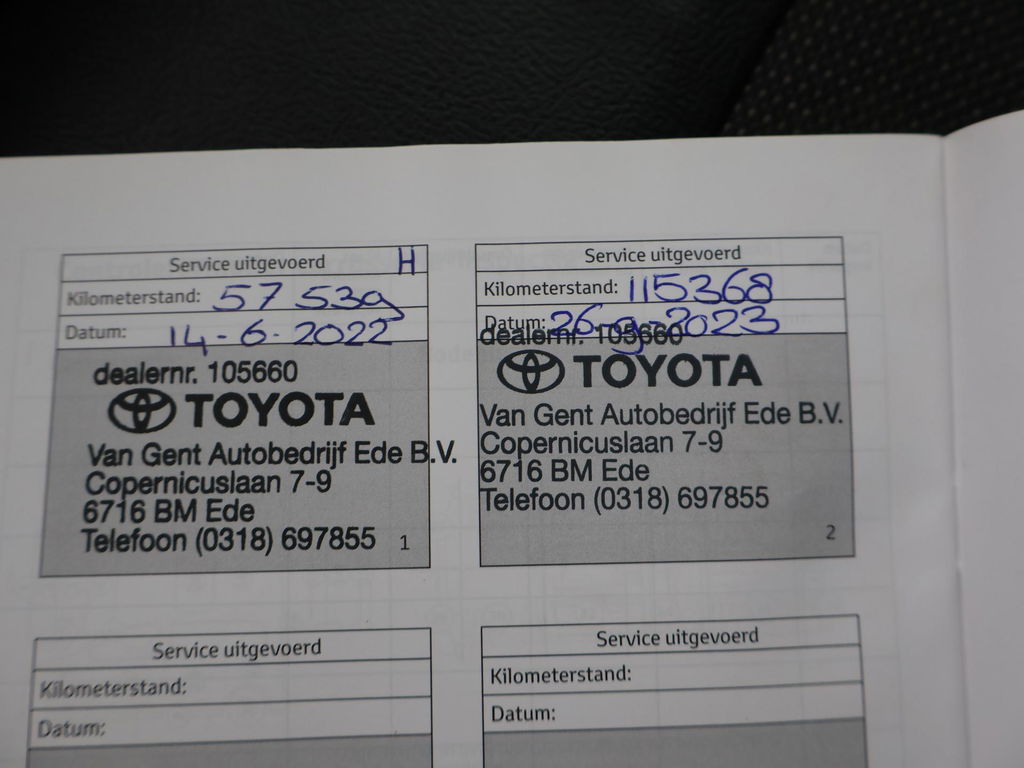 Service uitgevoerd H
Kilometerstand: 57 539
Datum: 14-6-2022
dealernr. 105660
TOYOTA
Van Gent Autobedrijf Ede B.V.
Copernicuslaan 7-9
6716 BM Ede
Telefoon (0318) 697855
1
Service uitgevoerd
Kilometerstand: 115368
Datum: 26-9-2023
dealernr. 105660
TOYOTA
Van Gent Autobedrijf Ede B.V.
Copernicuslaan 7-9
6716 BM Ede
Telefoon (0318) 697855
2
Service uitgevoerd
Kilometerstand:
Datum:
Service uitgevoerd
Kilometerstand:
Datum: